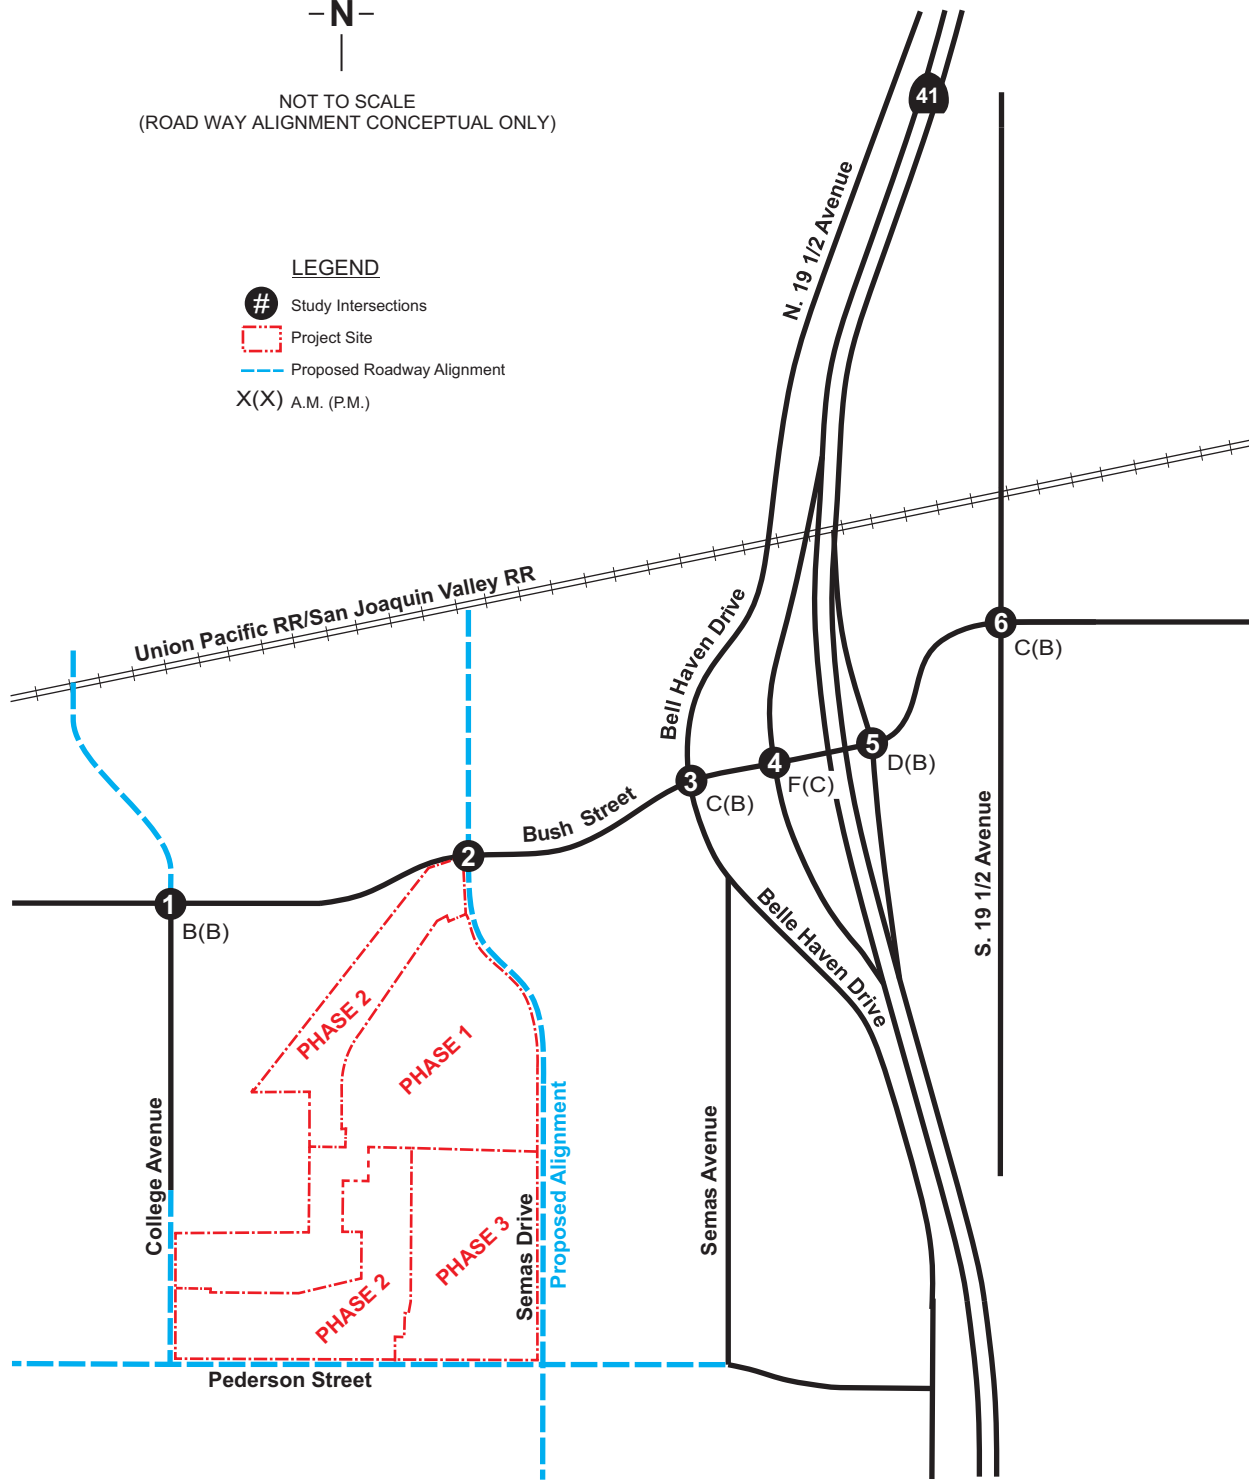 N
NOT TO SCALE
(ROAD WAY ALIGNMENT CONCEPTUAL ONLY)
41
N. 19 1/2 Avenue
LEGEND
# Study Intersections
Project Site
Proposed Roadway Alignment
X(X) A.M. (P.M.)
Union Pacific RR/San Joaquin Valley RR
Bell Haven Drive
6
C(B)
5
D(B)
4
F(C)
3
C(B)
Bush Street
2
1
B(B)
S. 19 1/2 Avenue
Belle Haven Drive
PHASE 2
PHASE 1
College Avenue
Semas Drive
Proposed Alignment
Semas Avenue
PHASE 3
PHASE 2
Pederson Street